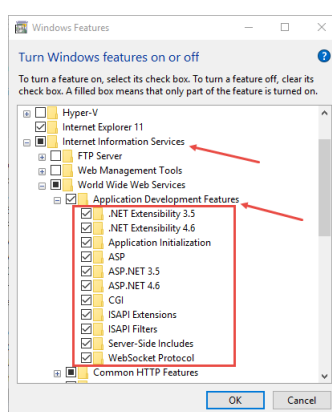 Windows Features
Turn Windows features on or off
To turn a feature on, select its check box. To turn a feature off, clear its
check box. A filled box means that only part of the feature is turned on.
Hyper-V
Internet Explorer 11
Internet Information Services
FTP Server
Web Management Tools
World Wide Web Services
Application Development Features
.NET Extensibility 3.5
.NET Extensibility 4.6
Application Initialization
ASP
ASP.NET 3.5
ASP.NET 4.6
CGI
ISAPI Extensions
ISAPI Filters
Server-Side Includes
WebSocket Protocol
Common HTTP Features
OK Cancel